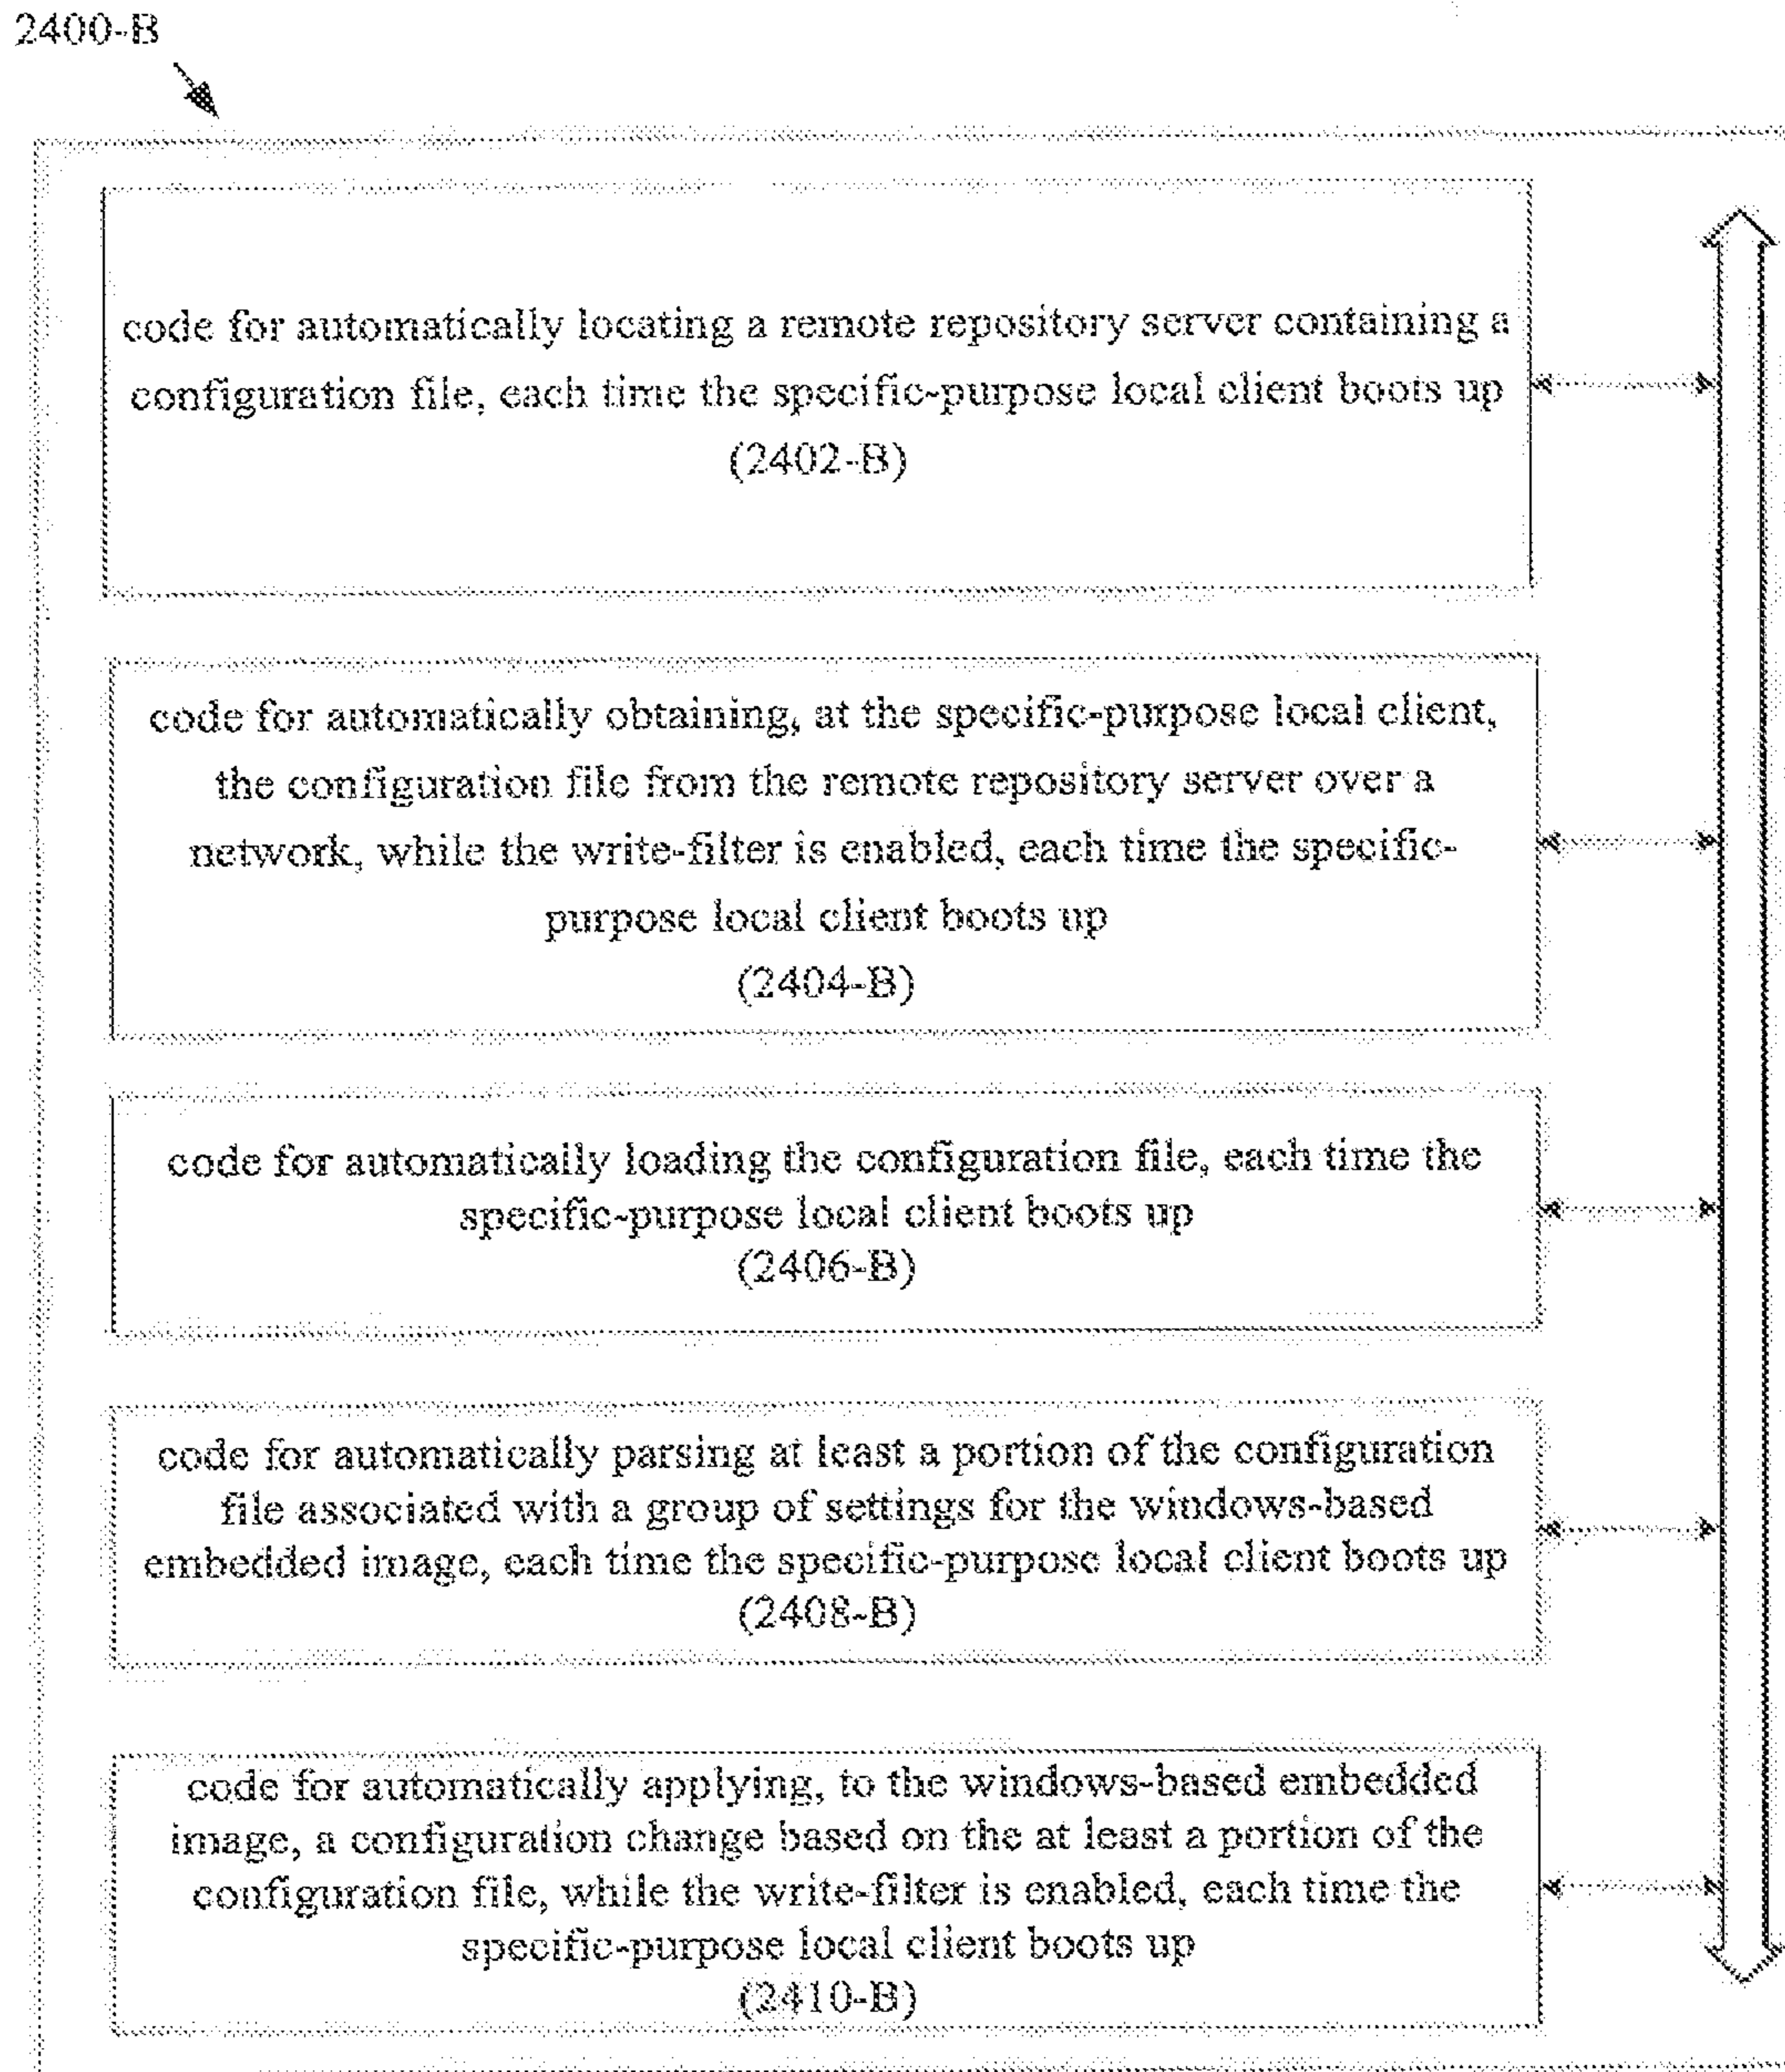 2400-B
code for automatically locating a remote repository server containing a
configuration file, each time the specific-purpose local client boots up
(2402-B)
code for automatically obtaining, at the specific-purpose local client,
the configuration file from the remote repository server over a
network, while the write-filter is enabled, each time the specific-
purpose local client boots up
(2404-B)
code for automatically loading the configuration file, each time the
specific-purpose local client boots up
(2406-B)
code for automatically parsing at least a portion of the configuration
file associated with a group of settings for the windows-based
embedded image, each time the specific-purpose local client boots up
(2408-B)
code for automatically applying, to the windows-based embedded
image, a configuration change based on the at least a portion of the
configuration file, while the write-filter is enabled, each time the
specific-purpose local client boots up
(2410-B)